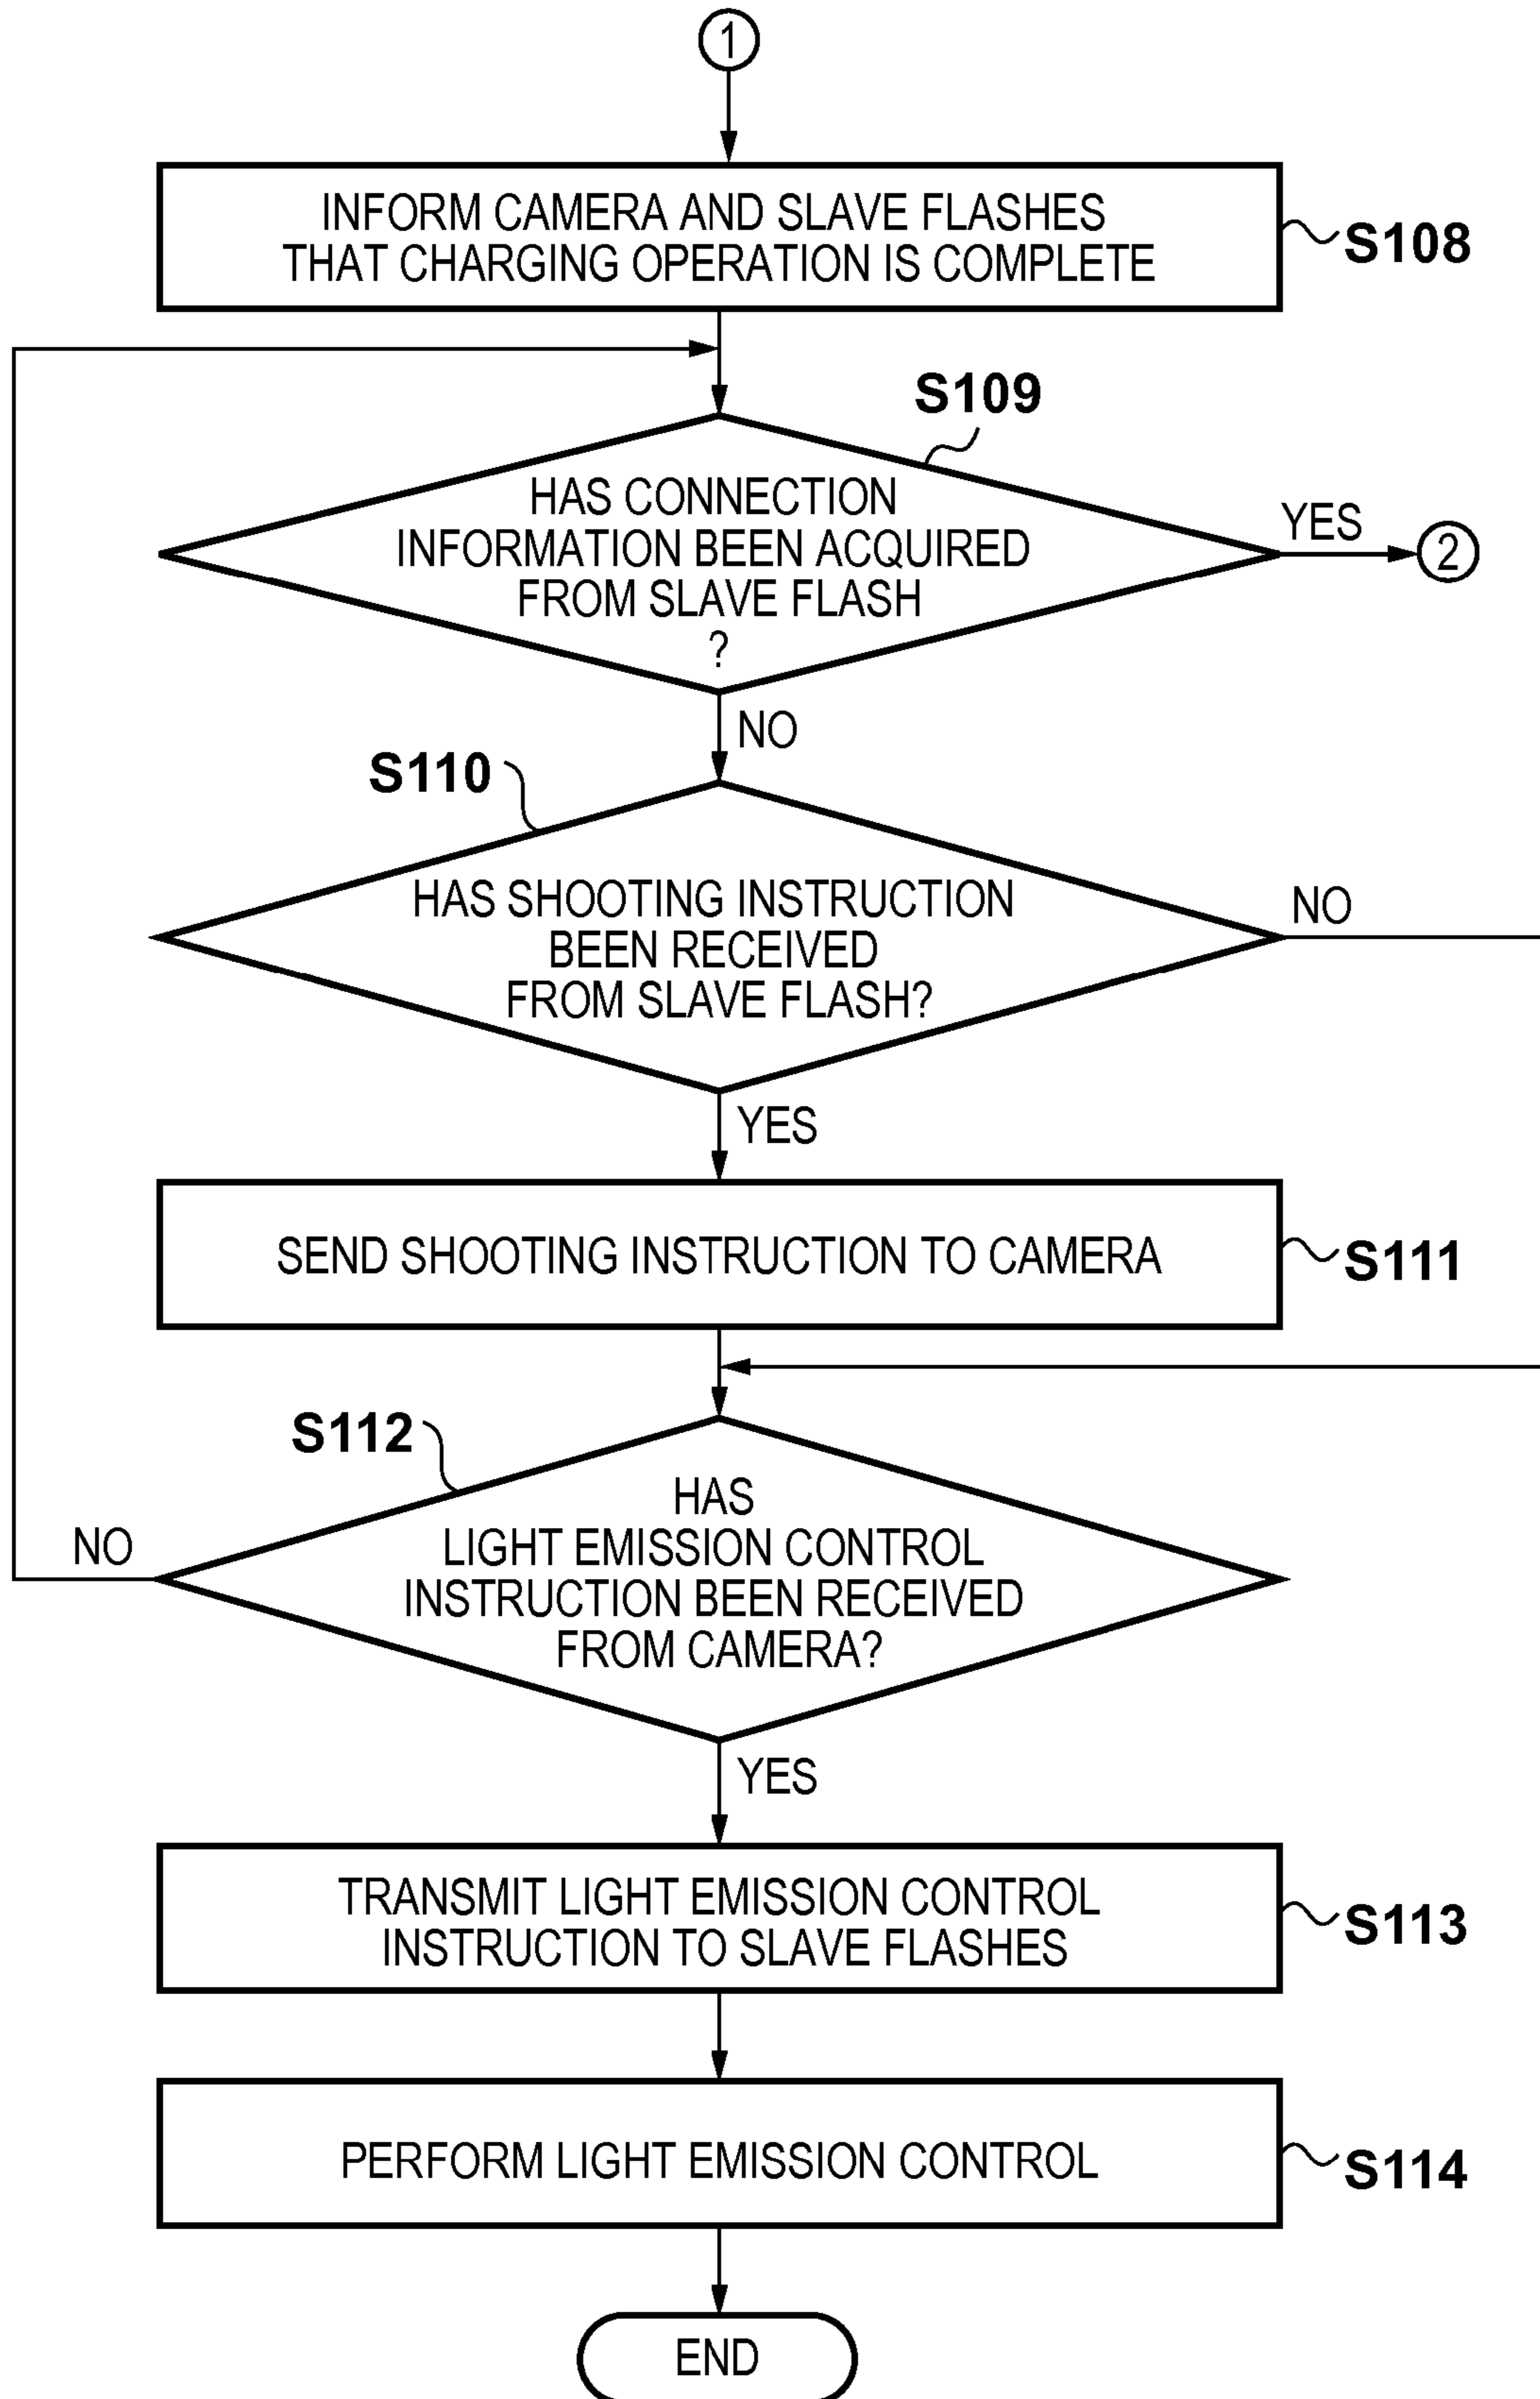 1
INFORM CAMERA AND SLAVE FLASHES
THAT CHARGING OPERATION IS COMPLETE
S108
S109
HAS CONNECTION
INFORMATION BEEN ACQUIRED
FROM SLAVE FLASH
?
YES
2
NO
S110
HAS SHOOTING INSTRUCTION
BEEN RECEIVED
FROM SLAVE FLASH?
NO
YES
SEND SHOOTING INSTRUCTION TO CAMERA
S111
S112
HAS
LIGHT EMISSION CONTROL
INSTRUCTION BEEN RECEIVED
FROM CAMERA?
NO
YES
TRANSMIT LIGHT EMISSION CONTROL
INSTRUCTION TO SLAVE FLASHES
S113
PERFORM LIGHT EMISSION CONTROL
S114
END